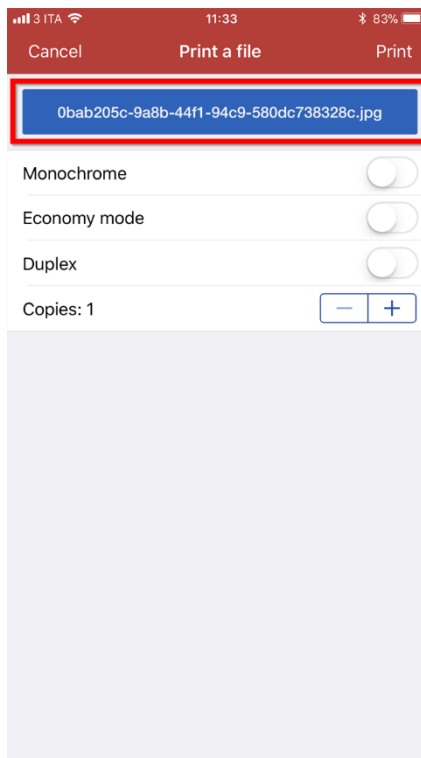 3 ITA 11:33 83%
Cancel Print a file Print
0bab205c-9a8b-44f1-94c9-580dc738328c.jpg
Monochrome
Economy mode
Duplex
Copies: 1 — +